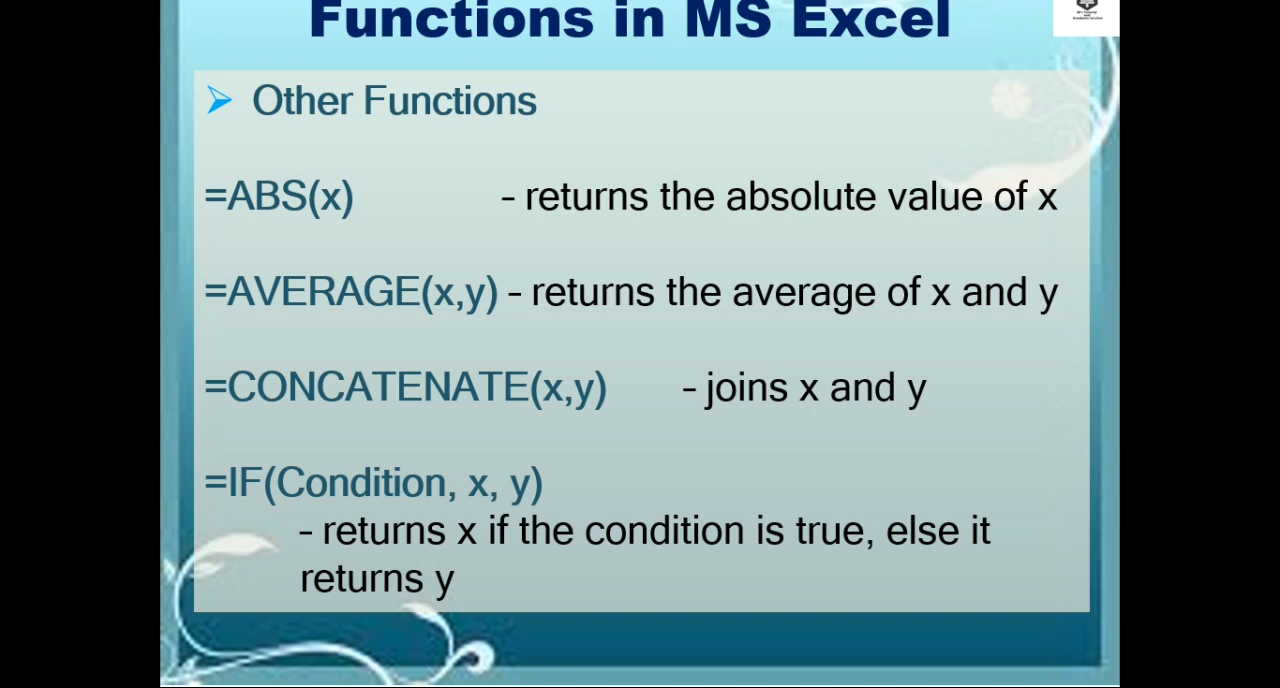 Functions in MS Excel
Other Functions
=ABS(x) – returns the absolute value of x
=AVERAGE(x,y) – returns the average of x and y
=CONCATENATE(x,y) – joins x and y
=IF(Condition, x, y)
– returns x if the condition is true, else it
returns y